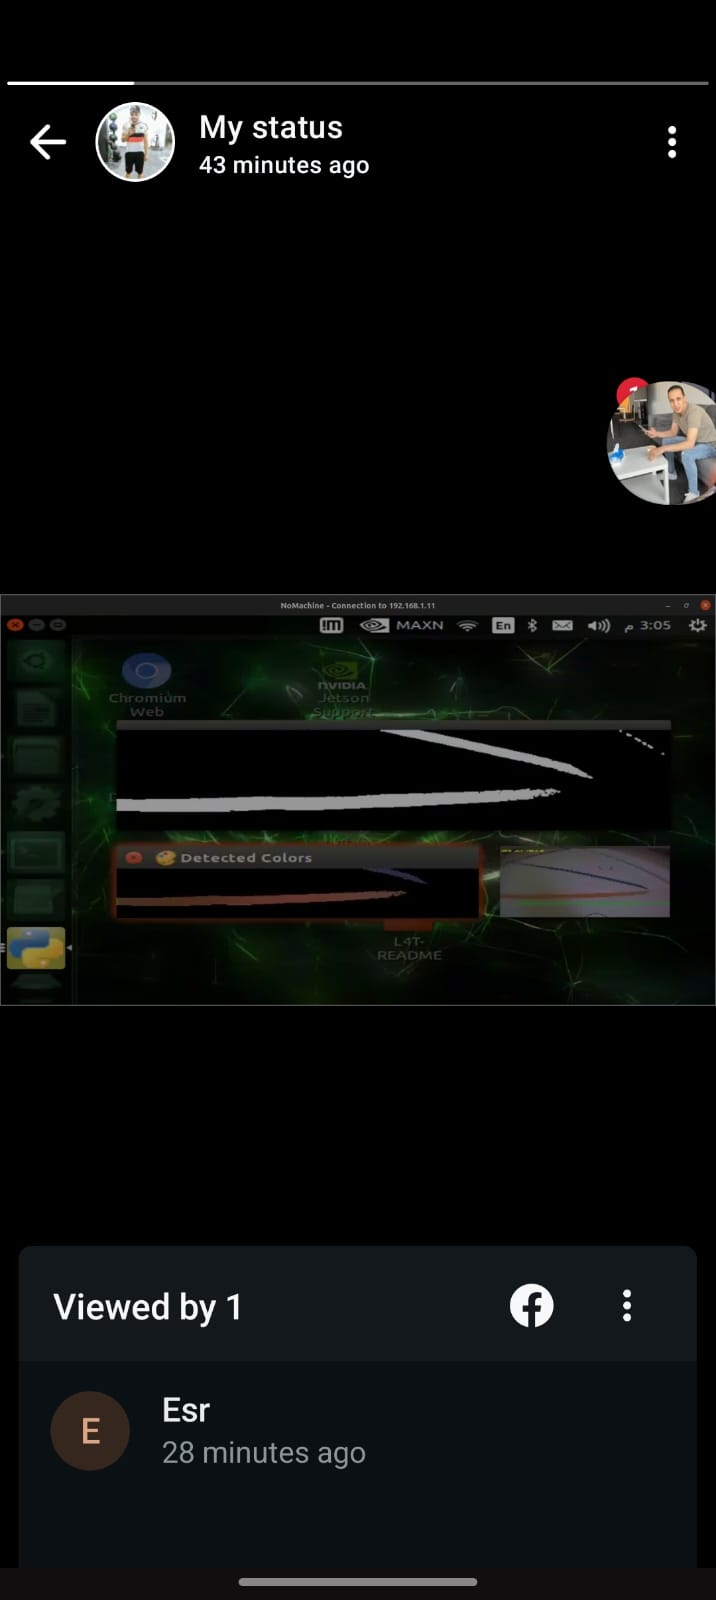 My status
43 minutes ago
NoMachine - Connection to 192.168.1.11
!M
MAXN
En
م 3:05
Chromium
Web
NVIDIA
Jetson
Support
Detected Colors
L4T-
README
Viewed by 1
E
Esr
28 minutes ago